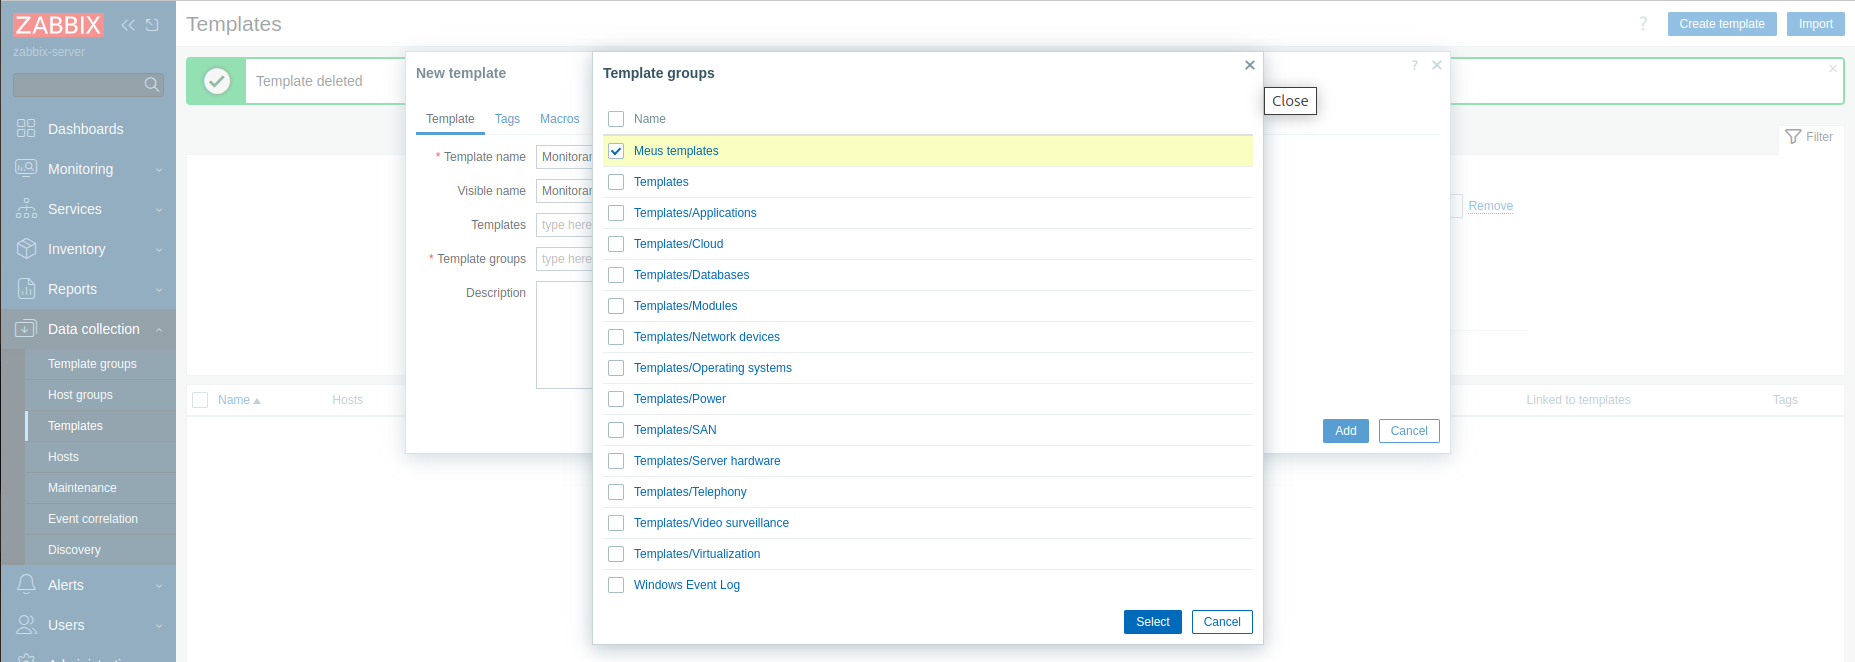 ZABBIX
zabbix-server
Dashboards
Monitoring
Services
Inventory
Reports
Data collection
Template groups
Host groups
Templates
Hosts
Maintenance
Event correlation
Discovery
Alerts
Users
Templates
? Create template Import
Template deleted
Filter
Remove
Name Hosts Linked to templates Tags
New template
?
Template Tags Macros
* Template name
Visible name
Templates type here
* Template groups type here
Description
Add Cancel
Template groups
Close
Name
Meus templates
Templates
Templates/Applications
Templates/Cloud
Templates/Databases
Templates/Modules
Templates/Network devices
Templates/Operating systems
Templates/Power
Templates/SAN
Templates/Server hardware
Templates/Telephony
Templates/Video surveillance
Templates/Virtualization
Windows Event Log
Select Cancel